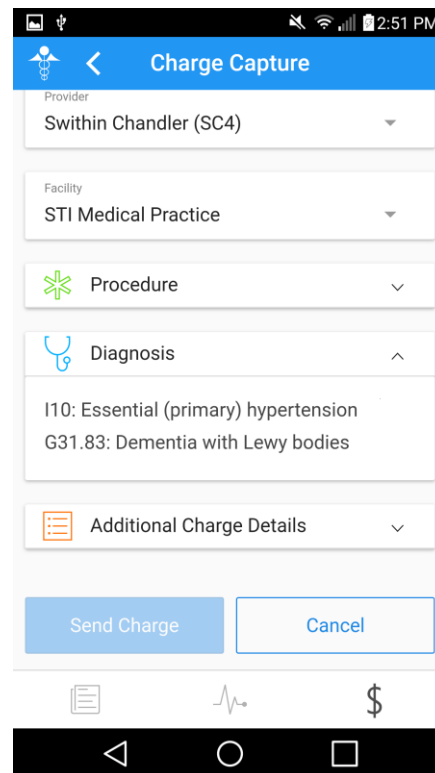 2:51 PM
Charge Capture
Provider
Swithin Chandler (SC4)
Facility
STI Medical Practice
Procedure
Diagnosis
I10: Essential (primary) hypertension
G31.83: Dementia with Lewy bodies
Additional Charge Details
Send Charge
Cancel
$